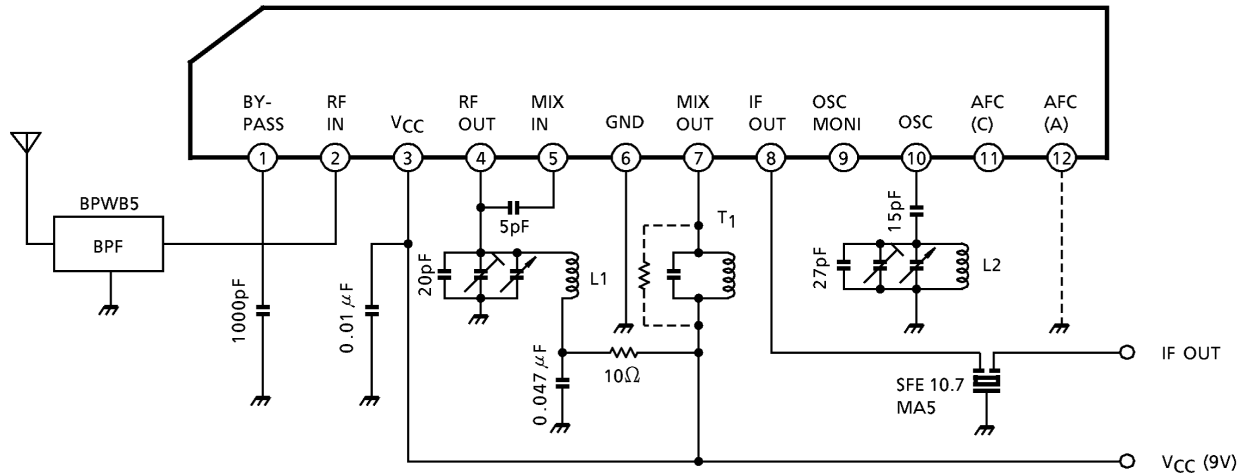 BY-
PASS
RF
IN
VCC
RF
OUT
MIX
IN
GND
MIX
OUT
IF
OUT
OSC
MONI
OSC
AFC
(C)
AFC
(A)
1
2
3
4
5
6
7
8
9
10
11
12
BPWB5
BPF
1000pF
0.01 μF
20pF
5pF
L1
0.047 μF
10Ω
T1
15pF
27pF
L2
SFE 10.7
MA5
IF OUT
VCC (9V)